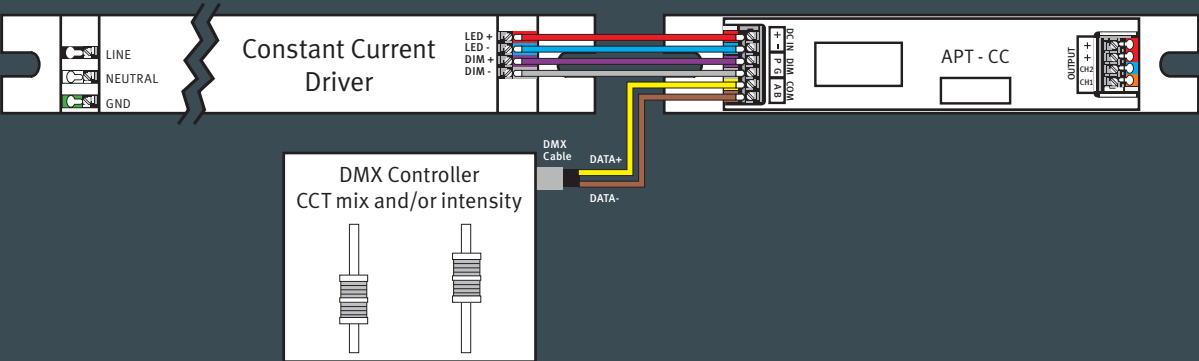 LINE
NEUTRAL
GND
Constant Current
Driver
LED +
LED -
DIM +
DIM -
+ - P G A B
DC IN DIM COM
APT - CC
OUTPUT
+
+
CH2
CH1
DMX
Cable
DATA+
DATA-
DMX Controller
CCT mix and/or intensity